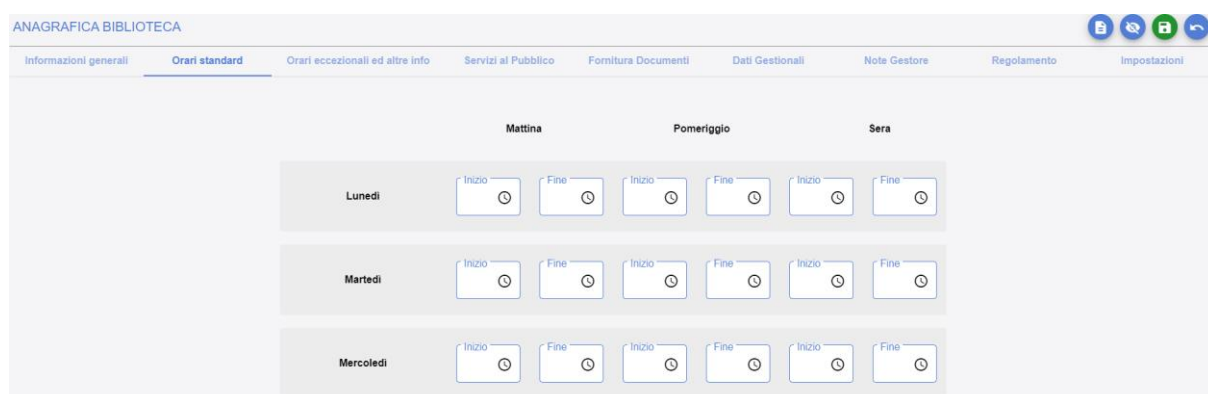 ANAGRAFICA BIBLIOTECA
Informazioni generali Orari standard Orari eccezionali ed altre info Servizi al Pubblico Fornitura Documenti Dati Gestionali Note Gestore Regolamento Impostazioni
Mattina Pomeriggio Sera
Inizio Fine Inizio Fine Inizio Fine
Lunedì
Inizio Fine Inizio Fine Inizio Fine
Martedì
Inizio Fine Inizio Fine Inizio Fine
Mercoledì